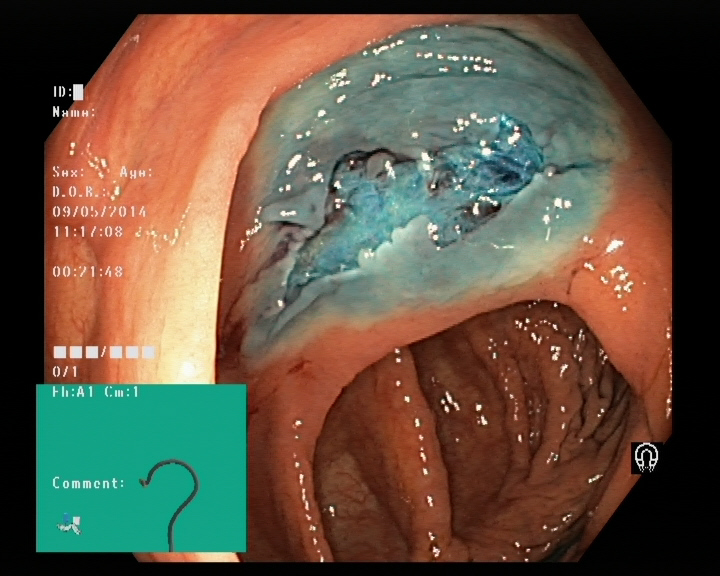 ID:
Name:
Sex: Age:
D.O.B.:
09/05/2014
11:17:08
00:21:48
/
0/1
Eh:A1 Cm:1
Comment: